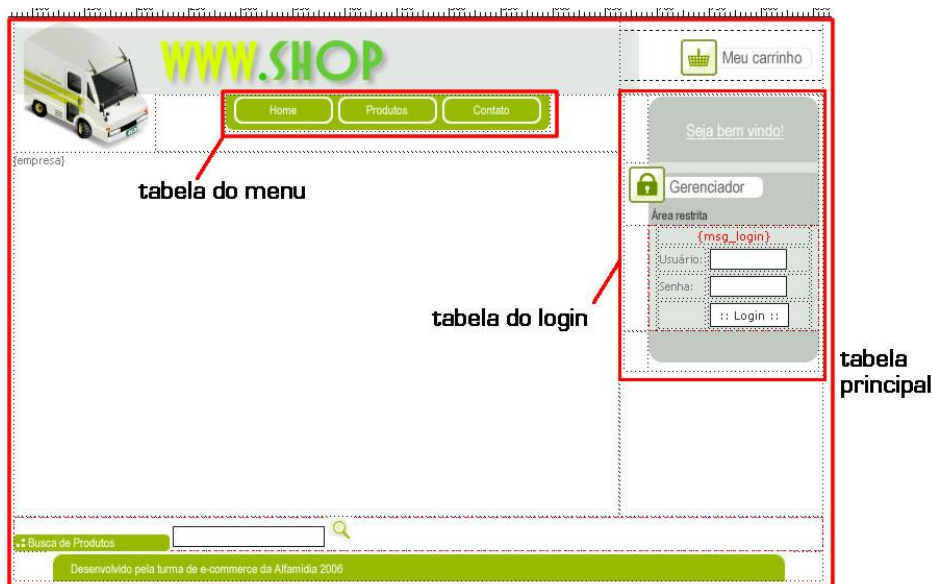 WWW.SHOP
Meu carrinho
Home
Produtos
Contato
Seja bem vindo!
{empresa}
tabela do menu
Gerenciador
Área restrita
{msg_login}
Usuário:
Senha:
:: Login ::
tabela do login
tabela
principal
.: Busca de Produtos
Desenvolvido pela turma de e-commerce da Alfamídia 2006